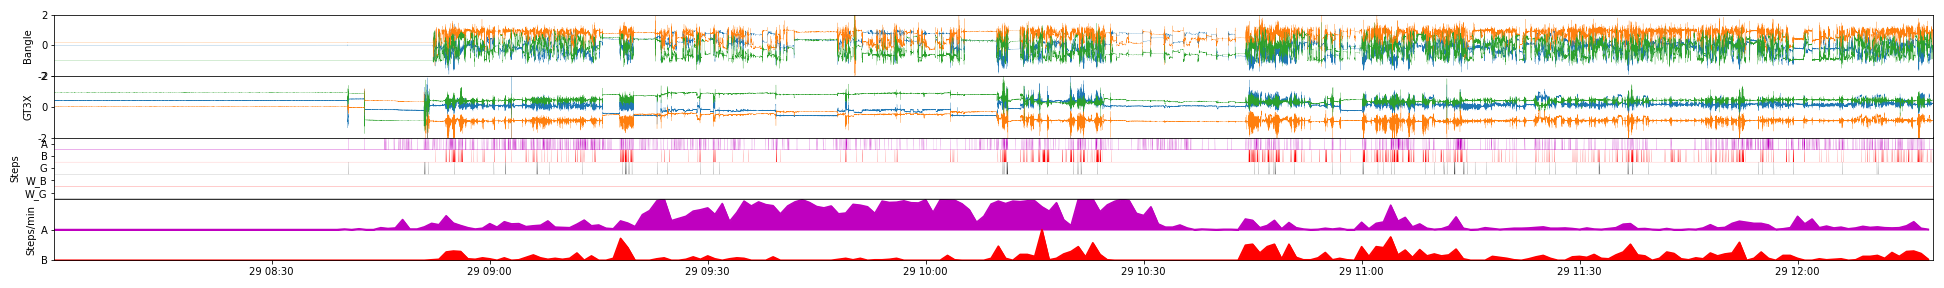 2
0
-2
Bangle
2
0
-2
GT3X
A
B
G
W_B
W_G
Steps
A
B
Steps/min
29 08:30
29 09:00
29 09:30
29 10:00
29 10:30
29 11:00
29 11:30
29 12:00